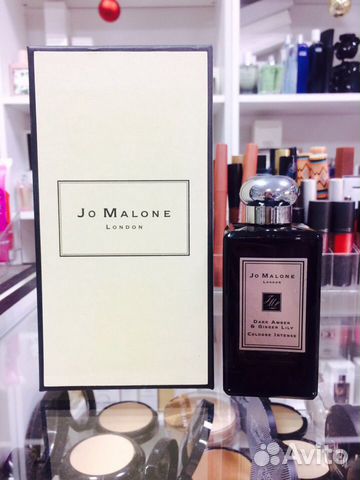 JO MALONE
LONDON
JO MALONE
LONDON
DARK AMBER
& GINGER LILY
COLOGNE INTENSE
Avito